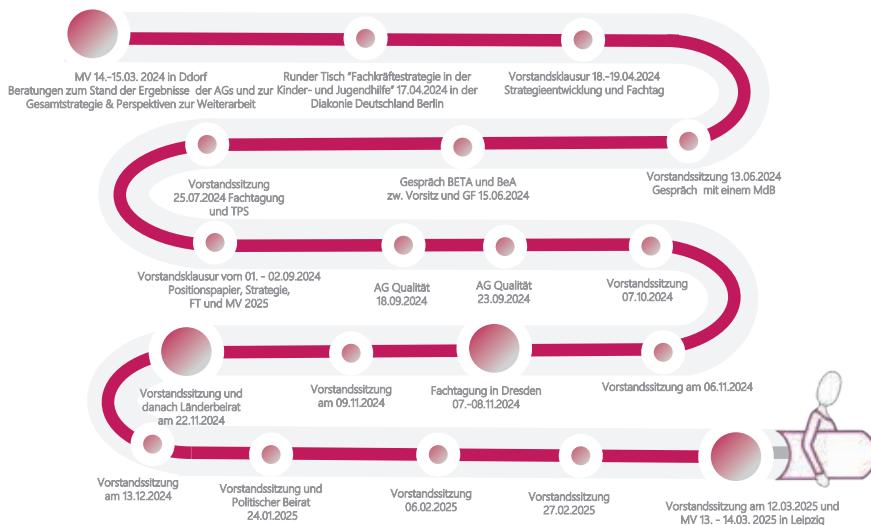 MV 14.-15.03. 2024 in Ddorf
Beratungen zum Stand der Ergebnisse der AGs und zur
Gesamtstrategie & Perspektiven zur Weiterarbeit
Runder Tisch "Fachkräftestrategie in der
Kinder- und Jugendhilfe" 17.04.2024 in der
Diakonie Deutschland Berlin
Vorstandsklausur 18.-19.04.2024
Strategieentwicklung und Fachtag
Vorstandssitzung 13.06.2024
Gespräch mit einem MdB
Gespräch BETA und BeA
zw. Vorsitz und GF 15.06.2024
Vorstandssitzung
25.07.2024 Fachtagung
und TPS
Vorstandsklausur vom 01. - 02.09.2024
Positionspapier, Strategie,
FT und MV 2025
AG Qualität
18.09.2024
AG Qualität
23.09.2024
Vorstandssitzung
07.10.2024
Vorstandssitzung am 06.11.2024
Fachtagung in Dresden
07.-08.11.2024
Vorstandssitzung
am 09.11.2024
Vorstandssitzung und
danach Länderbeirat
am 22.11.2024
Vorstandssitzung
am 13.12.2024
Vorstandssitzung und
Politischer Beirat
24.01.2025
Vorstandssitzung
06.02.2025
Vorstandssitzung
27.02.2025
Vorstandssitzung am 12.03.2025 und
MV 13. - 14.03. 2025 in Leipzig